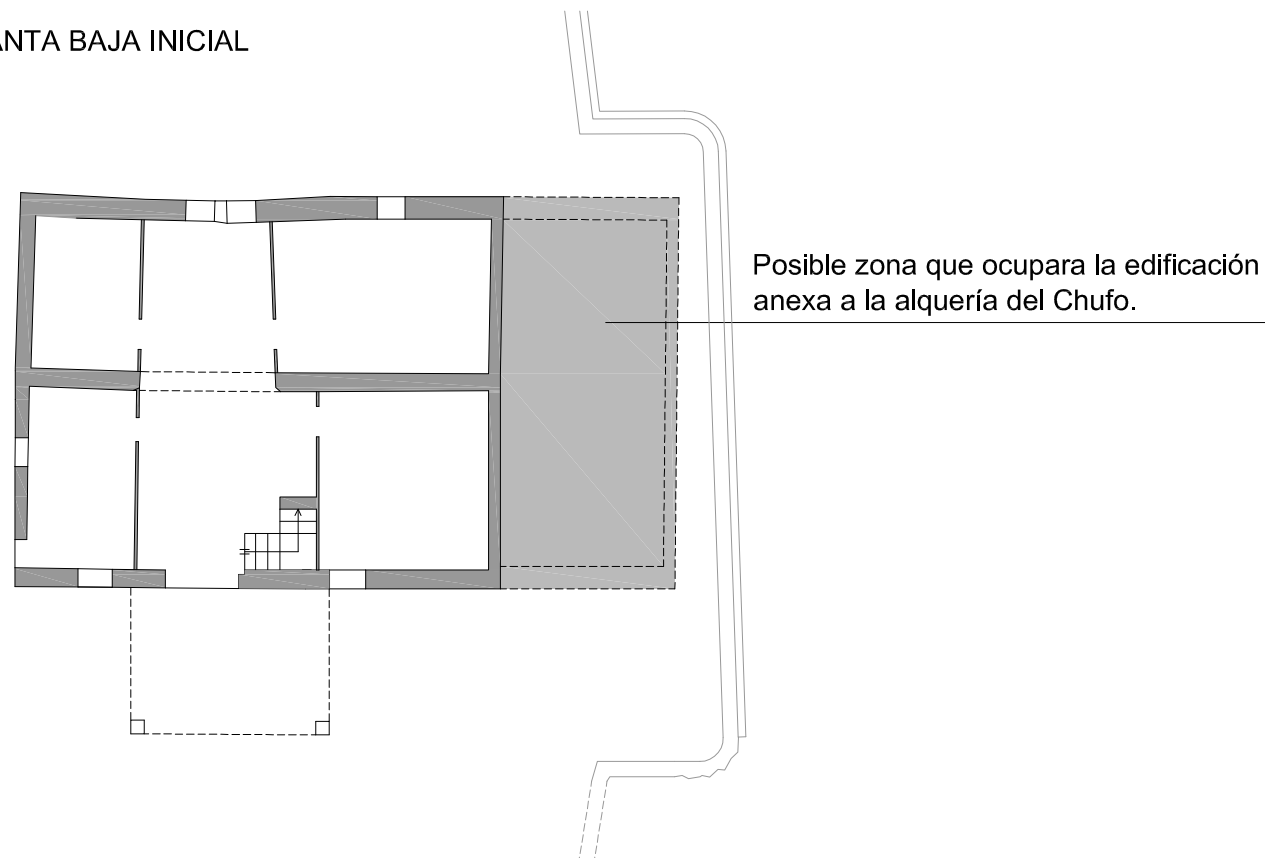 ANTA BAJA INICIAL
Posible zona que ocupara la edificación
anexa a la alquería del Chufo.